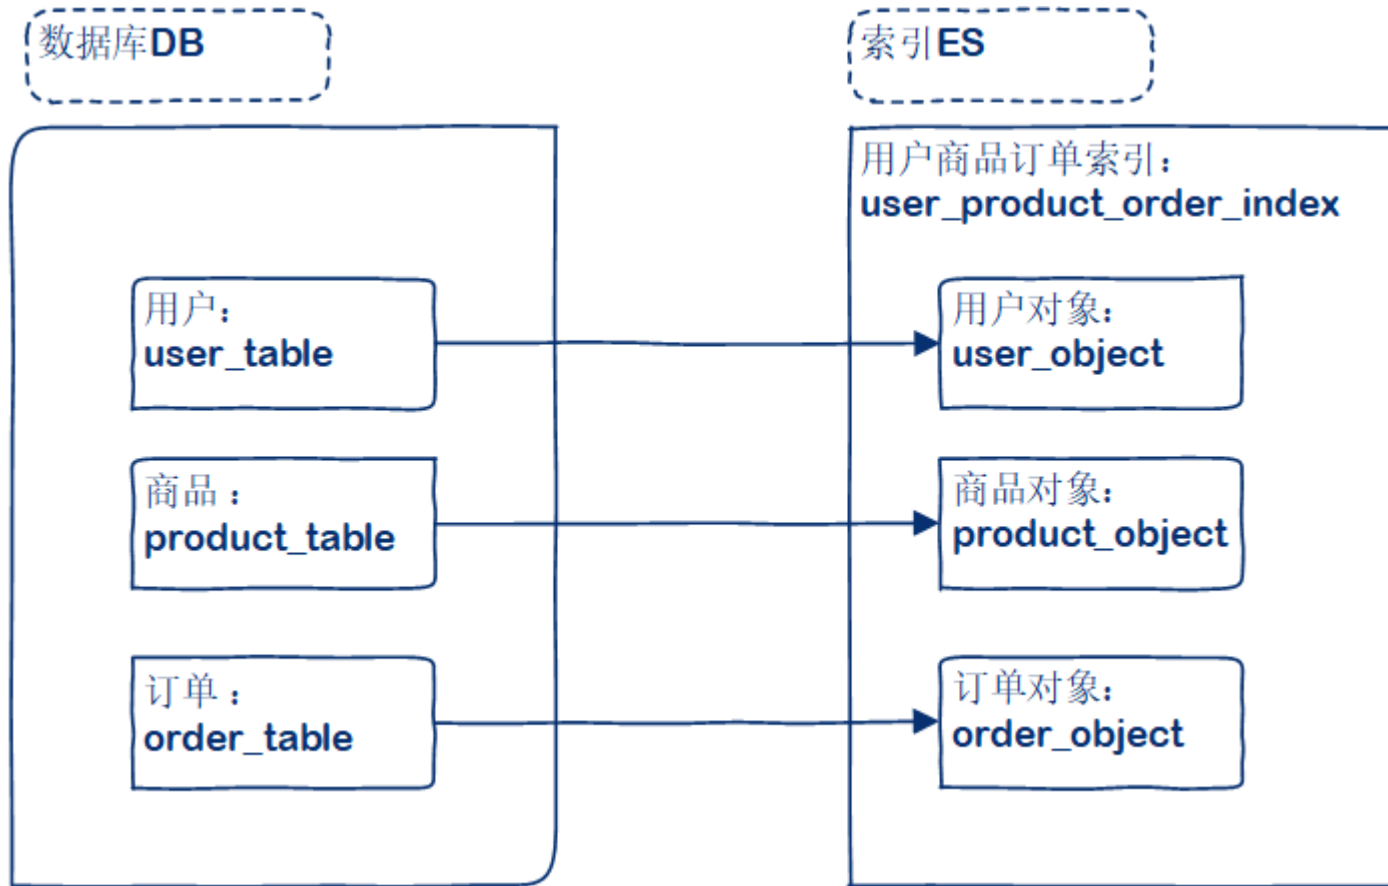 数据库DB
索引ES
用户商品订单索引：
user_product_order_index
用户：
user_table
用户对象：
user_object
商品：
product_table
商品对象：
product_object
订单：
order_table
订单对象：
order_object